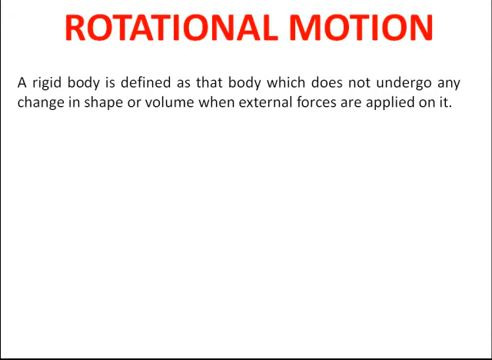 ROTATIONAL MOTION
A rigid body is defined as that body which does not undergo any
change in shape or volume when external forces are applied on it.